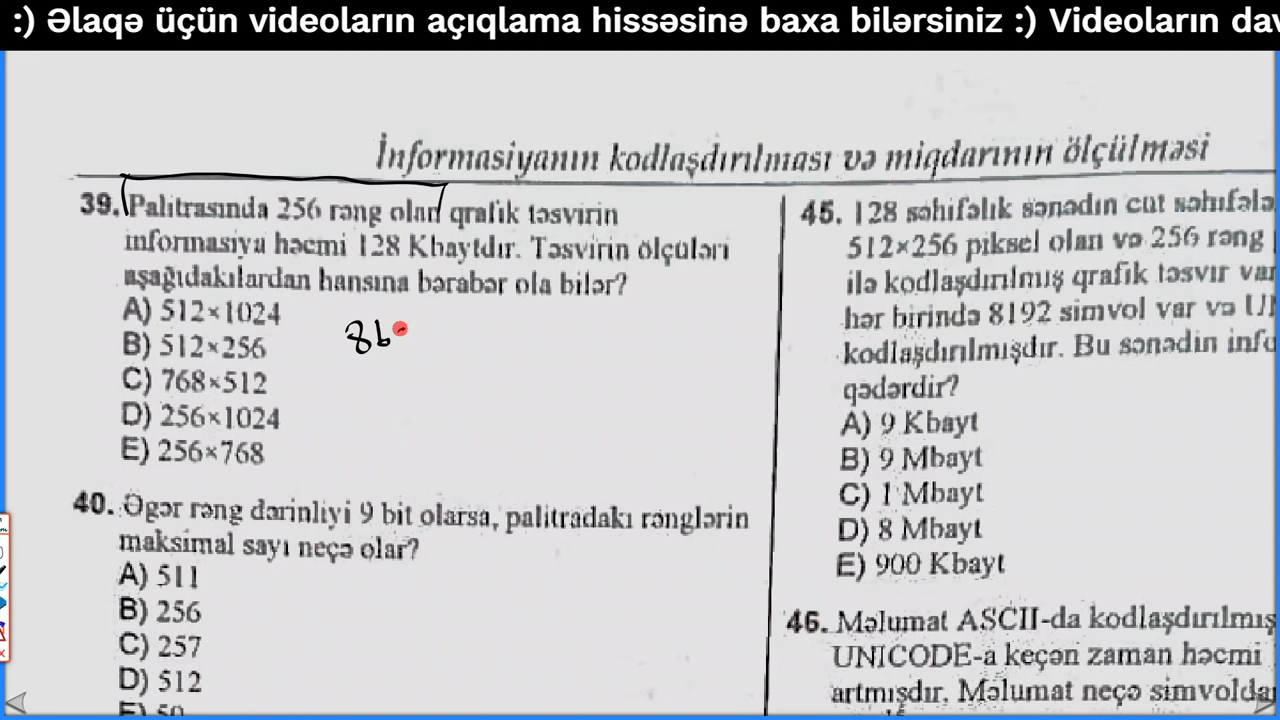 :) Əlaqə üçün videoların açıqlama hissəsinə baxa bilərsiniz :) Videoların dav
İnformasiyanın kodlaşdırılması və miqdarının ölçülməsi
39. Palitrasında 256 rəng olan qrafik təsvirin
informasiya həcmi 128 Kbaytdır. Təsvirin ölçüləri
aşağıdakılardan hansına bərabər ola bilər?
A) 512×1024
B) 512×256
C) 768×512
D) 256×1024
E) 256×768
8b
40. Əgər rəng dərinliyi 9 bit olarsa, palitradakı rənglərin
maksimal sayı neçə olar?
A) 511
B) 256
C) 257
D) 512
E) 50
45. 128 səhifəlik sənədin cüt səhifələ
512×256 piksel olan və 256 rəng
ilə kodlaşdırılmış qrafik təsvir var
hər birində 8192 simvol var və UN
kodlaşdırılmışdır. Bu sənədin info
qədərdir?
A) 9 Kbayt
B) 9 Mbayt
C) 1 Mbayt
D) 8 Mbayt
E) 900 Kbayt
46. Məlumat ASCII-da kodlaşdırılmış
UNICODE-a keçən zaman həcmi
artmışdır. Məlumat neçə simvolda